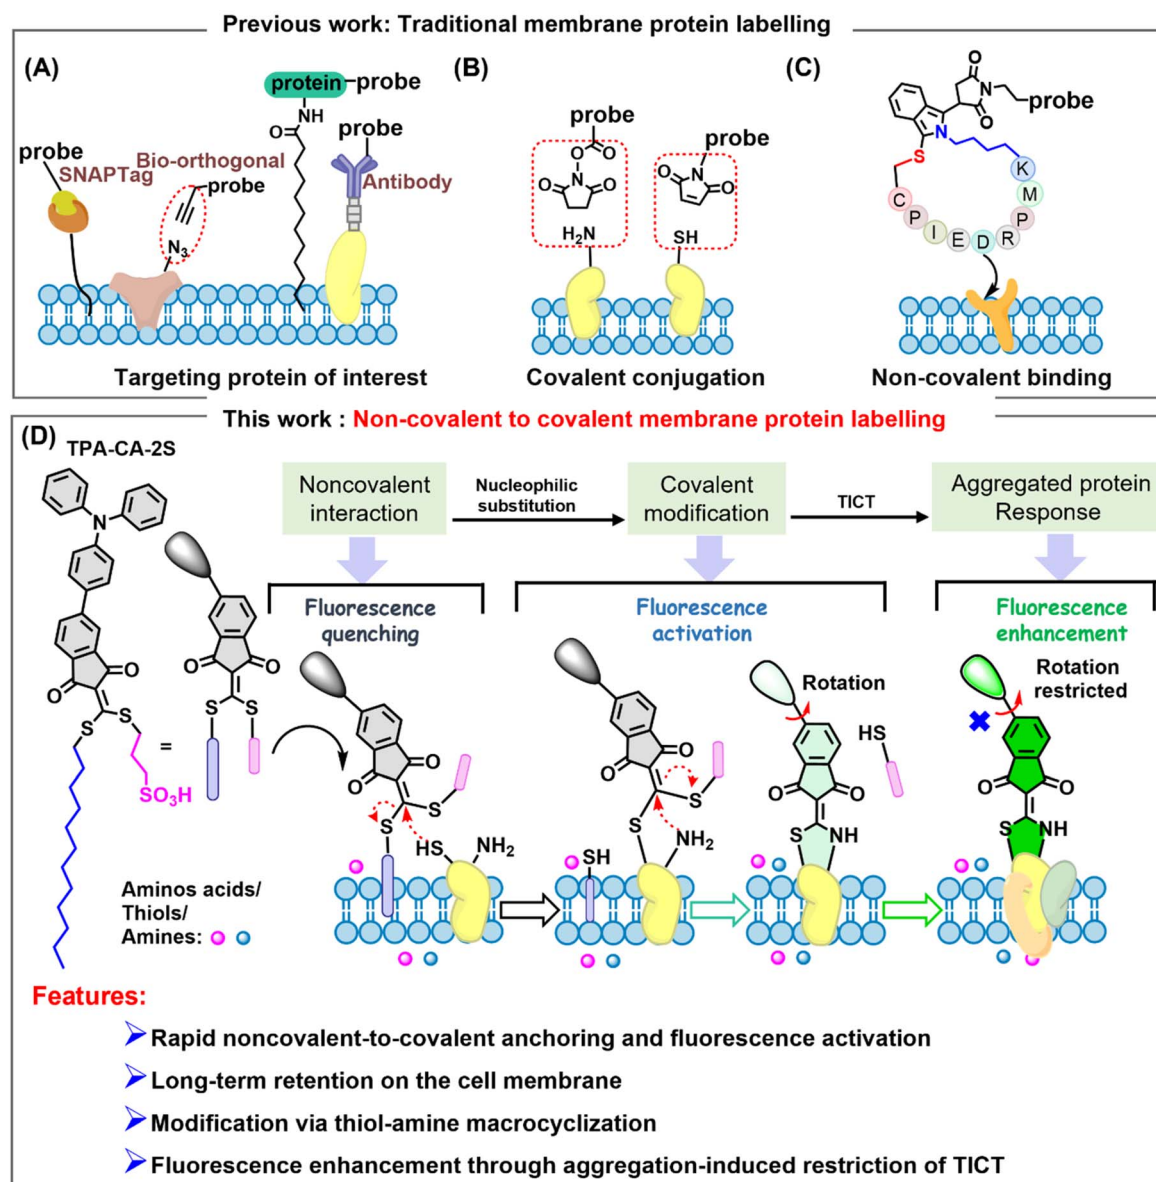 Previous work: Traditional membrane protein labelling
(A)
protein
probe
NH
O
probe
SNAPTag
Bio-orthogonal
probe
N3
probe
Antibody
Targeting protein of interest
(B)
probe
O
O
O
N
O
H2N
probe
N
O
O
SH
Covalent conjugation
(C)
O
N
O
probe
N
S
K
M
P
R
D
E
I
P
C
Non-covalent binding
This work : Non-covalent to covalent membrane protein labelling
(D)
TPA-CA-2S
N
O
O
S
S
SO3H
=
O
O
S
S
Noncovalent
interaction
Nucleophilic
substitution
Covalent
modification
TICT
Aggregated protein
Response
Fluorescence
quenching
Fluorescence
activation
Fluorescence
enhancement
O
O
S
S
HS
NH2
O
O
S
S
NH2
SH
Rotation
O
O
S
NH
HS
Rotation
restricted
O
O
S
NH
Aminos acids/
Thiols/
Amines:
Features:
Rapid noncovalent-to-covalent anchoring and fluorescence activation
Long-term retention on the cell membrane
Modification via thiol-amine macrocyclization
Fluorescence enhancement through aggregation-induced restriction of TICT